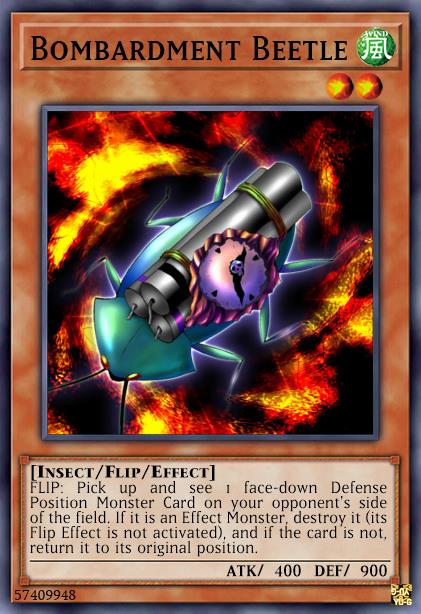 Bombardment Beetle
WIND
風
[Insect/Flip/Effect]
FLIP: Pick up and see 1 face-down Defense
Position Monster Card on your opponent's side
of the field. If it is an Effect Monster, destroy it (its
Flip Effect is not activated), and if the card is not,
return it to its original position.
ATK/ 400 DEF/ 900
57409948